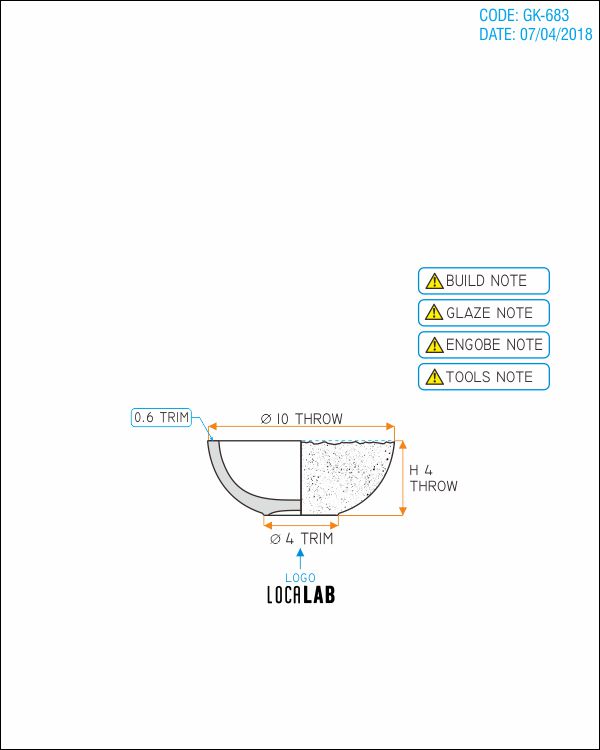 CODE: GK-683
DATE: 07/04/2018
BUILD NOTE
GLAZE NOTE
ENGOBE NOTE
TOOLS NOTE
0.6 TRIM
Ø 10 THROW
H 4
THROW
Ø 4 TRIM
LOGO
LOCALAB